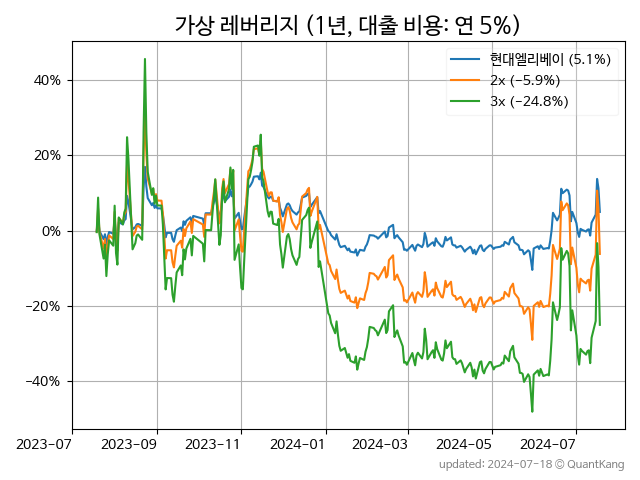 가상 레버리지 (1년, 대출 비용: 연 5%)
현대엘리베이 (5.1%)
2x (−5.9%)
3x (−24.8%)
40%
20%
0%
−20%
−40%
2023-07 2023-09 2023-11 2024-01 2024-03 2024-05 2024-07
updated: 2024-07-18 © QuantKang